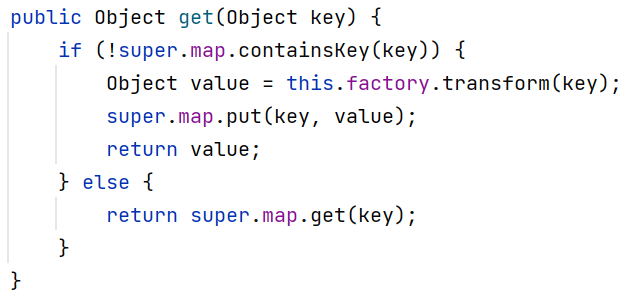 public Object get(Object key) {
    if (!super.map.containsKey(key)) {
        Object value = this.factory.transform(key);
        super.map.put(key, value);
        return value;
    } else {
        return super.map.get(key);
    }
}